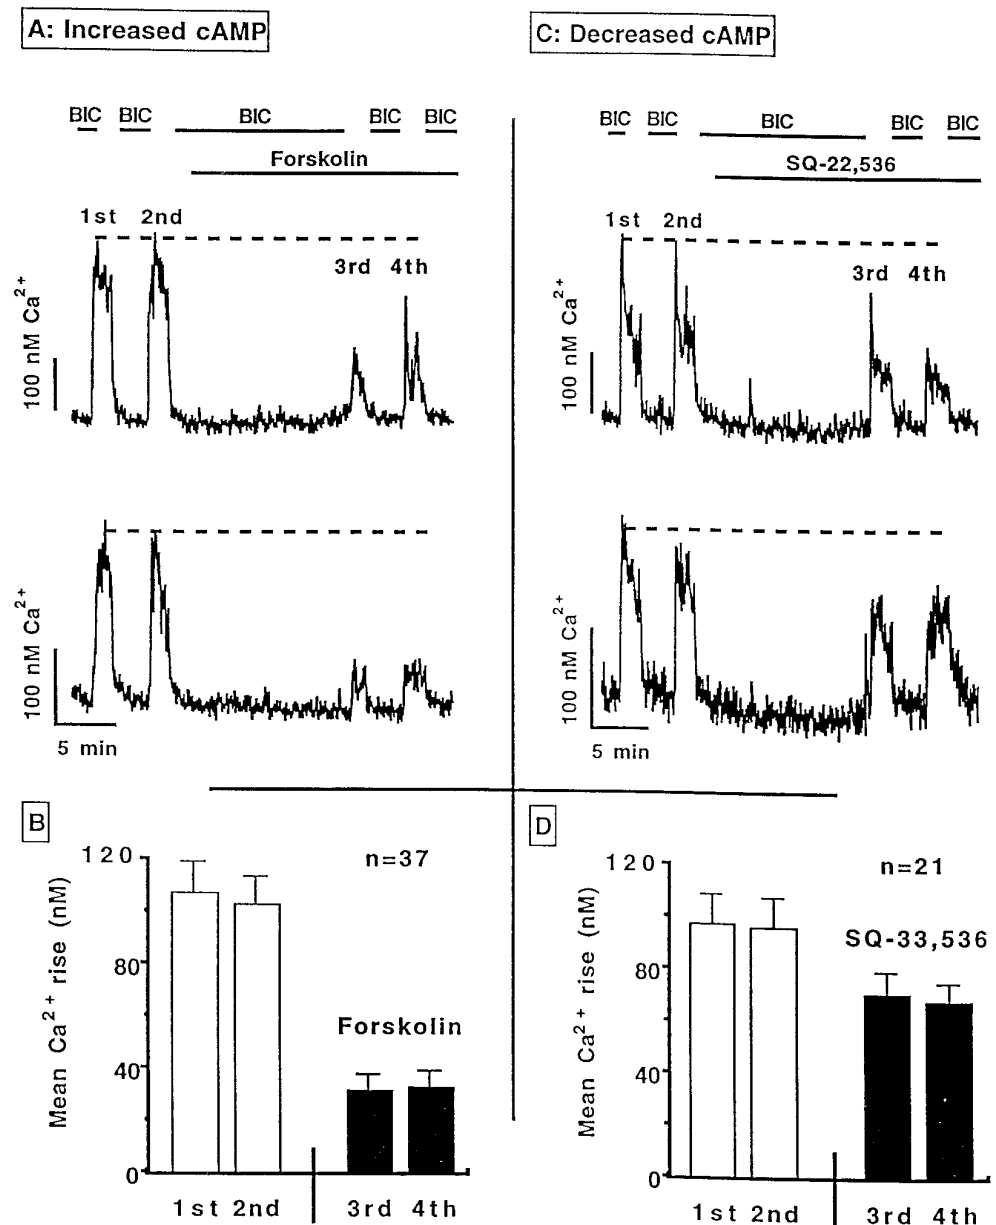 A: Increased cAMP
BIC BIC BIC BIC BIC
Forskolin
1st 2nd
3rd 4th
100 nM Ca2+
100 nM Ca2+
5 min
C: Decreased cAMP
BIC BIC BIC BIC BIC
SQ-22,536
1st 2nd
3rd 4th
100 nM Ca2+
100 nM Ca2+
5 min
B
120
80
40
0
Mean Ca2+ rise (nM)
n=37
Forskolin
1st 2nd 3rd 4th
D
120
80
40
0
Mean Ca2+ rise (nM)
n=21
SQ-33,536
1st 2nd 3rd 4th